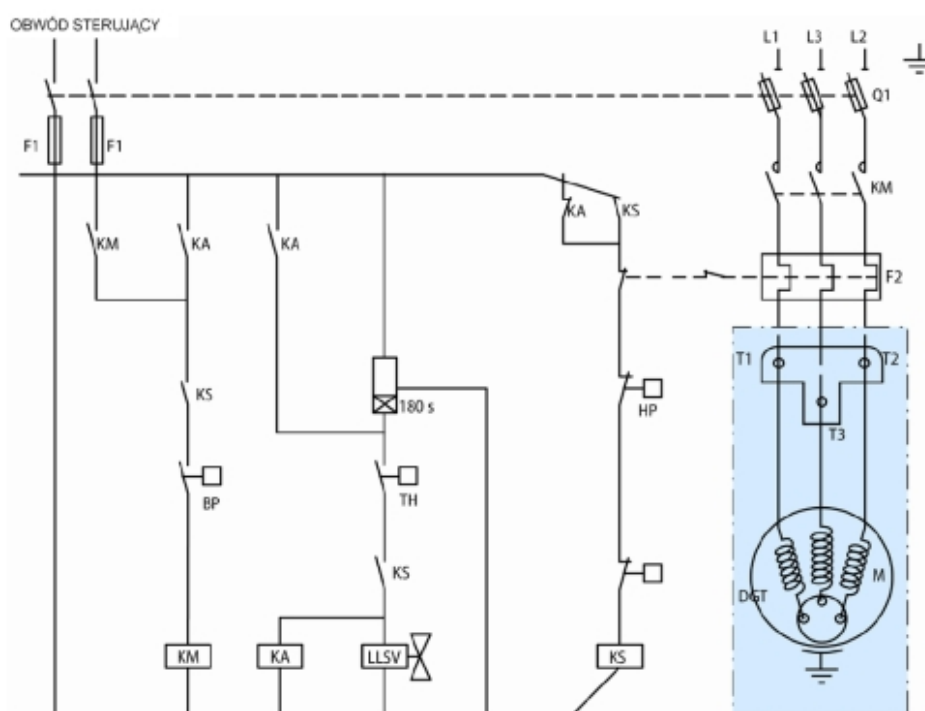 OBWÓD STERUJĄCY
L1 L3 L2
Q1
F1 F1
KM KA KA KA KS KM
F2
T1 T2
KS 180 s HP
T3
BP TH
KS
DGT M
KM KA LLSV KS